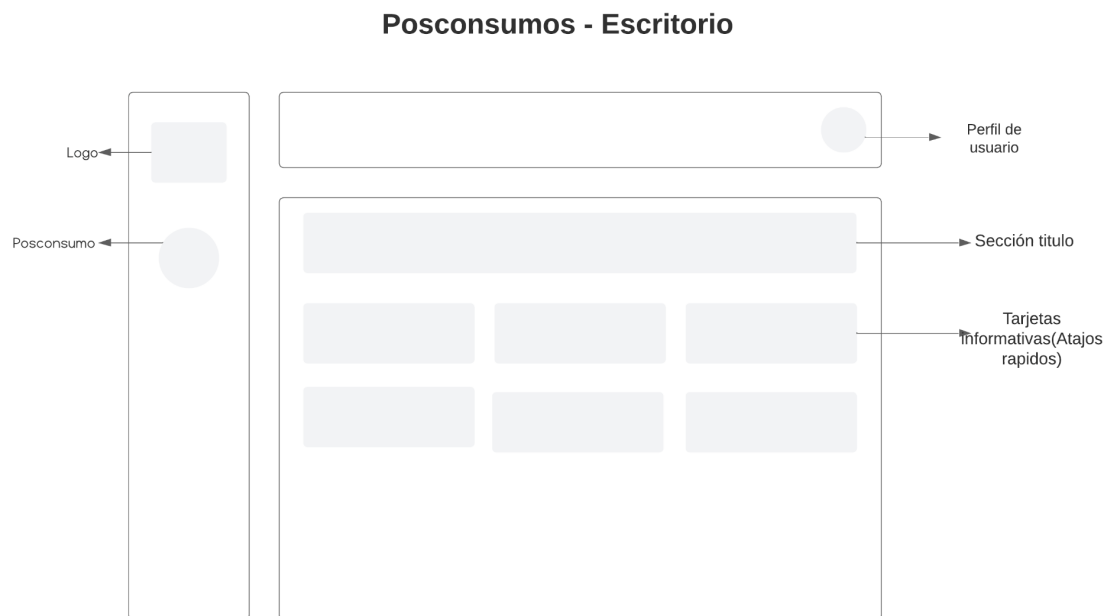 Posconsumos - Escritorio
Logo
Perfil de
usuario
Posconsumo
Sección titulo
Tarjetas
informativas(Atajos
rapidos)